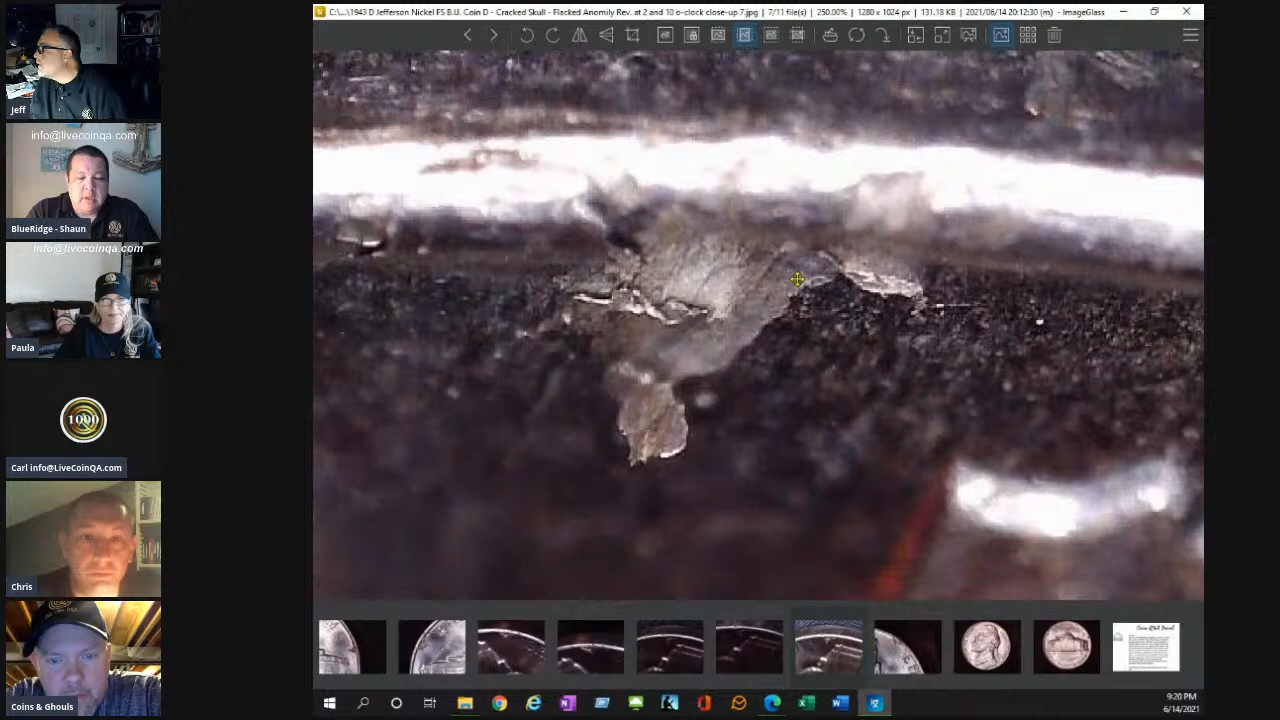 C:\...\1943 D Jefferson Nickel FS B.U. Coin D - Cracked Skull - Flacked Anomily Rev. at 2 and 10 o-clock close-up 7.jpg | 7/11 file(s) | 250.00% | 1280 x 1024 px | 131.18 KB | 2021/06/14 20:12:30 (m) - ImageGlass
Jeff
info@livecoinqa.com
BlueRidge - Shaun
info@livecoinqa.com
Paula
1000
Carl info@LiveCoinQA.com
Chris
Coins & Ghouls
9:20 PM
6/14/2021